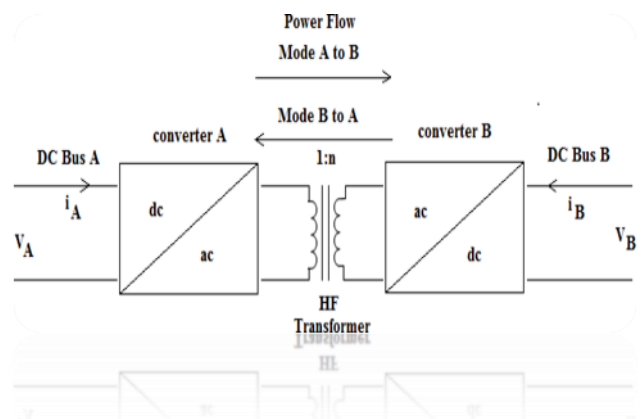 Power Flow
Mode A to B
Mode B to A
converter A
converter B
1:n
DC Bus A
DC Bus B
i A
i B
dc
ac
ac
dc
V A
V B
HF
Transformer